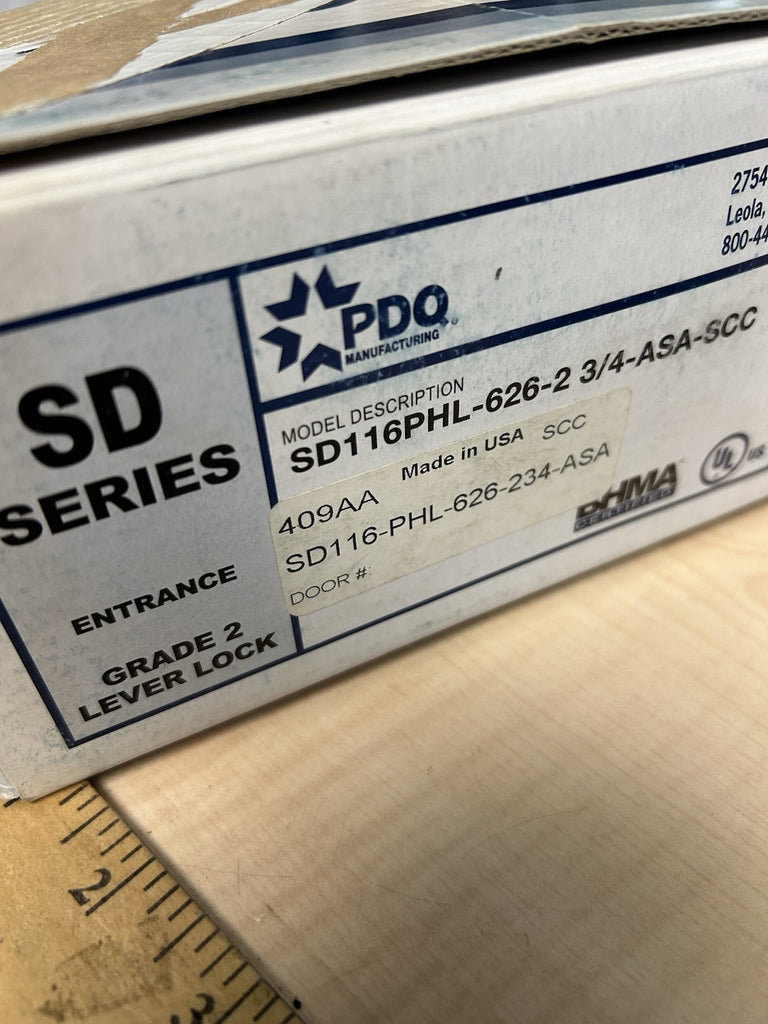 2754
Leola,
800-44
PDQ
MANUFACTURING
SD
SERIES
ENTRANCE
GRADE 2
LEVER LOCK
MODEL DESCRIPTION
SD116PHL-626-2 3/4-ASA-SCC
Made in USA SCC
409AA
SD116-PHL-626-234-ASA
DOOR #:
DHMA
CERTIFIED
UL US
2
3